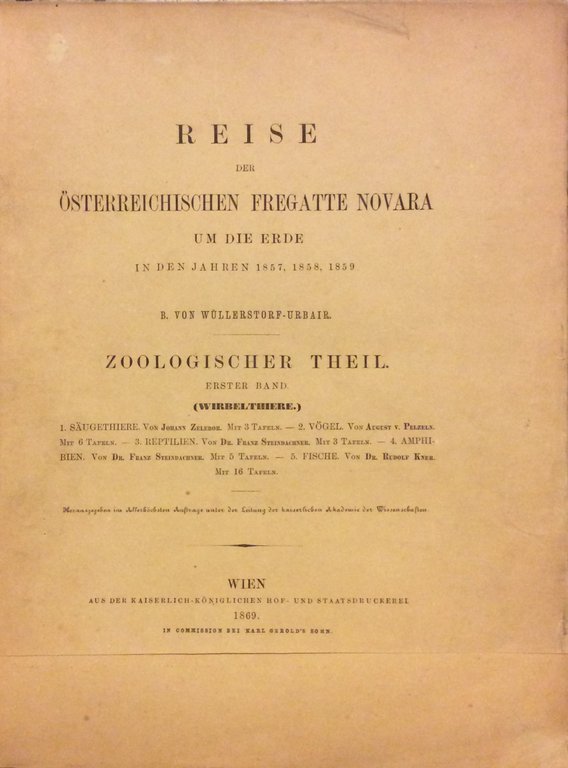 REISE
DER
ÖSTERREICHISCHEN FREGATTE NOVARA
UM DIE ERDE
IN DEN JAHREN 1857, 1858, 1859
B. VON WÜLLERSTORF-URBAIR.
ZOOLOGISCHER THEIL.
ERSTER BAND.
(WIRBELTHIERE.)
1. SÄUGETHIERE. VON JOHANN ZELEBOR. MIT 3 TAFELN. — 2. VÖGEL. VON AUGUST V. PELZELN.
MIT 6 TAFELN. — 3. REPTILIEN. VON DR. FRANZ STEINDACHNER. MIT 3 TAFELN. — 4. AMPHI-
BIEN. VON DR. FRANZ STEINDACHNER. MIT 5 TAFELN. — 5. FISCHE. VON DR. RUDOLF KNER.
MIT 16 TAFELN.
Herausgegeben im Allerhöchsten Auftrage unter der Leitung der kaiserlichen Akademie der Wissenschaften.
WIEN
AUS DER KAISERLICH-KÖNIGLICHEN HOF- UND STAATSDRUCKEREI
1869.
IN COMMISSION BEI KARL GEROLD'S SOHN.